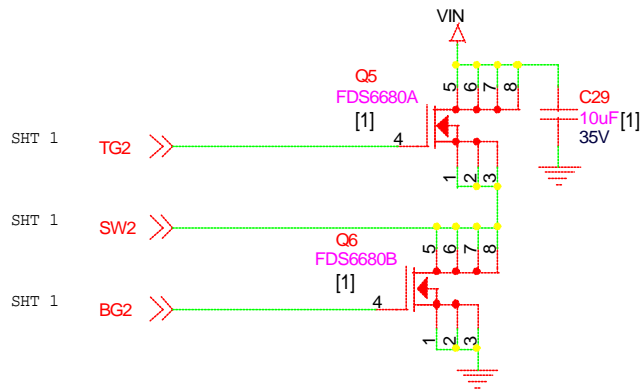 VIN
Q5
FDS6680A
[1]
5 6 7 8
C29
10uF [1]
35V
SHT 1 TG2 4
1 2 3
SHT 1 SW2
Q6
FDS6680B
[1]
5 6 7 8
SHT 1 BG2 4
1 2 3